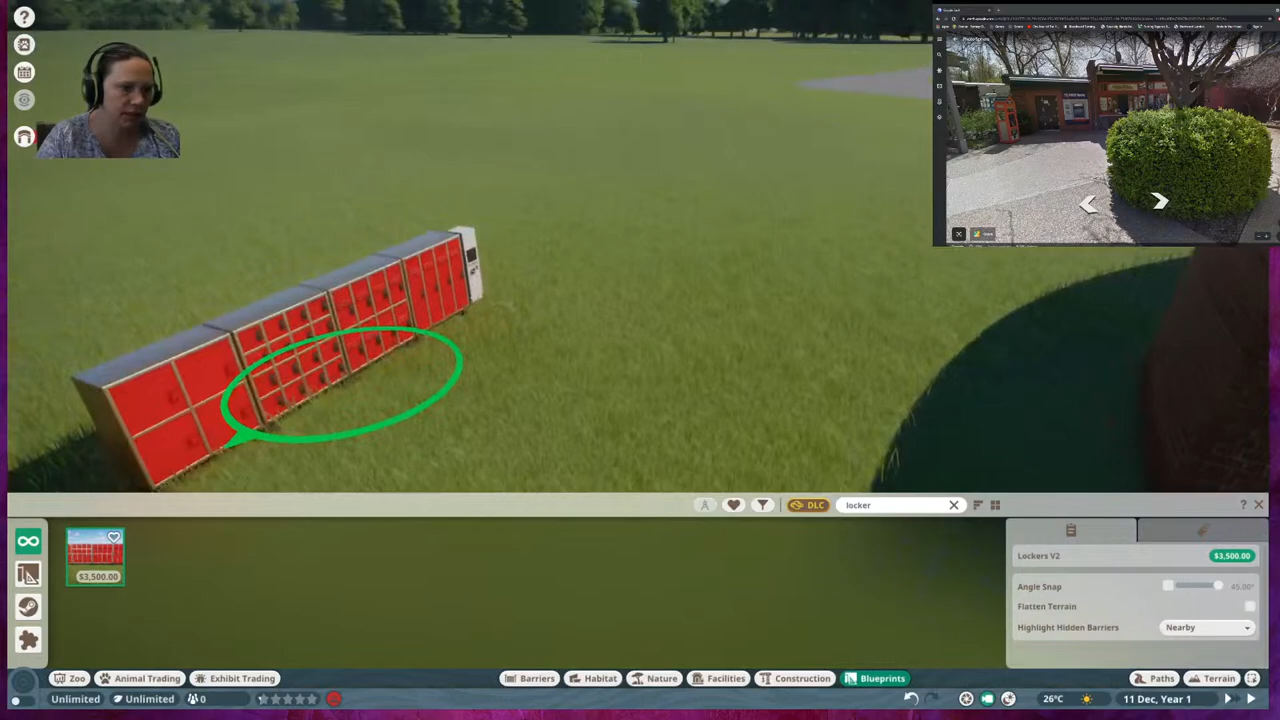 DLC
locker
?
$3,500.00
Lockers V2
$3,500.00
Angle Snap
45.00°
Flatten Terrain
Highlight Hidden Barriers
Nearby
Zoo
Animal Trading
Exhibit Trading
Barriers
Habitat
Nature
Facilities
Construction
Blueprints
Paths
Terrain
Unlimited
Unlimited
0
26°C
11 Dec, Year 1